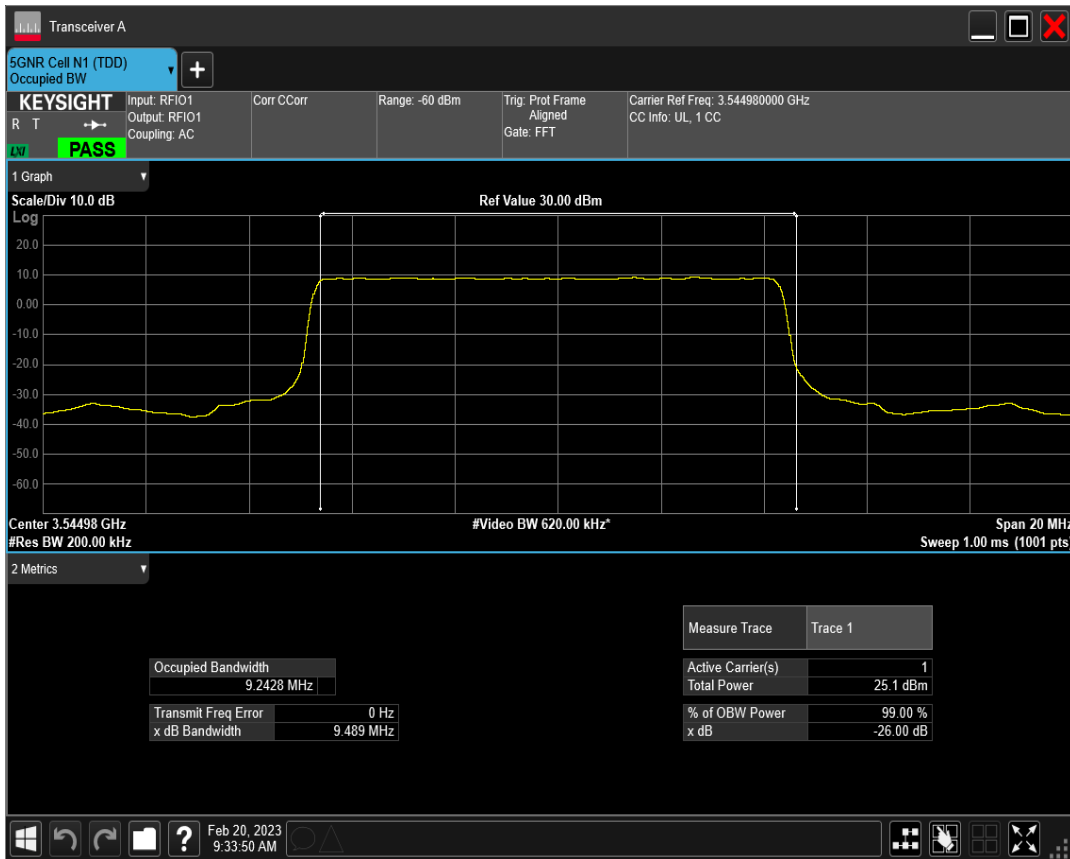 Transceiver A
5GNR Cell N1 (TDD)
Occupied BW
KEYSIGHT
R T
LXI
PASS
Input: RFIO1
Output: RFIO1
Coupling: AC
Corr CCorr
Range: -60 dBm
Trig: Prot Frame
Aligned
Gate: FFT
Carrier Ref Freq: 3.544980000 GHz
CC Info: UL, 1 CC
1 Graph
Scale/Div 10.0 dB
Ref Value 30.00 dBm
Log
20.0
10.0
0.00
-10.0
-20.0
-30.0
-40.0
-50.0
-60.0
Center 3.54498 GHz
#Video BW 620.00 kHz*
Span 20 MHz
#Res BW 200.00 kHz
Sweep 1.00 ms (1001 pts)
2 Metrics
Measure Trace Trace 1
Occupied Bandwidth
9.2428 MHz
Active Carrier(s) 1
Total Power 25.1 dBm
Transmit Freq Error 0 Hz
x dB Bandwidth 9.489 MHz
% of OBW Power 99.00 %
x dB -26.00 dB
?
Feb 20, 2023
9:33:50 AM